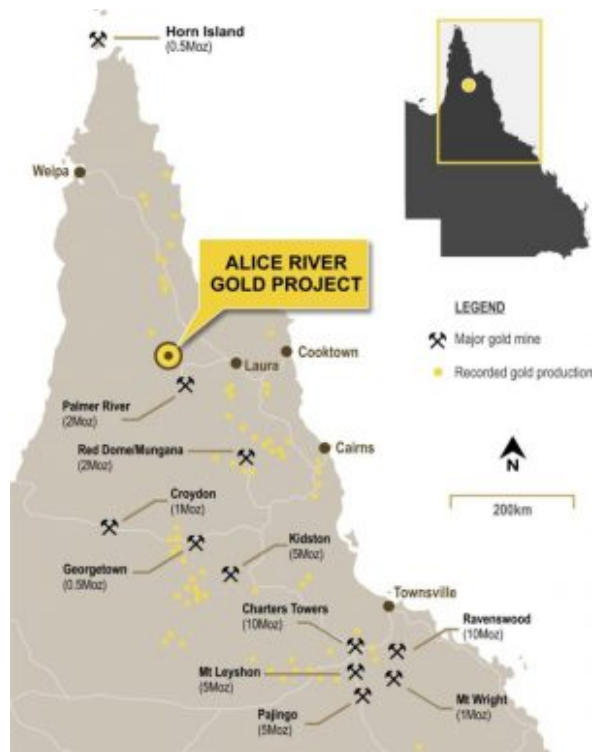 Horn Island
(0.5Moz)
Weipa
ALICE RIVER
GOLD PROJECT
LEGEND
Major gold mine
Recorded gold production
Cooktown
Laura
Palmer River
(2Moz)
Red Dome/Mungana
(2Moz)
Cairns
N
200km
Croydon
(1Moz)
Georgetown
(0.5Moz)
Kidston
(5Moz)
Townsville
Charters Towers
(10Moz)
Ravenswood
(10Moz)
Mt Leyshon
(5Moz)
Mt Wright
(1Moz)
Pajingo
(5Moz)